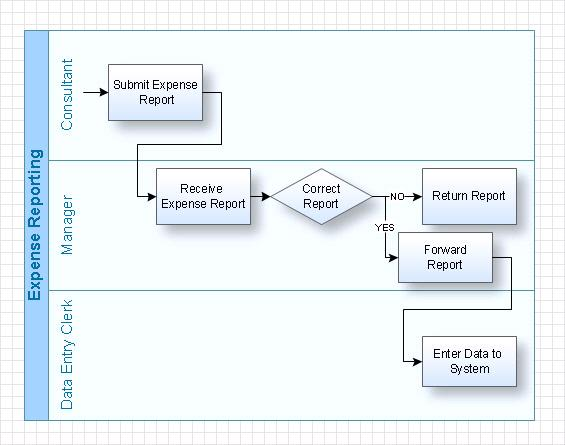 Expense Reporting
Consultant
Submit Expense
Report
Manager
Receive
Expense Report
Correct
Report
NO
Return Report
YES
Forward
Report
Data Entry Clerk
Enter Data to
System